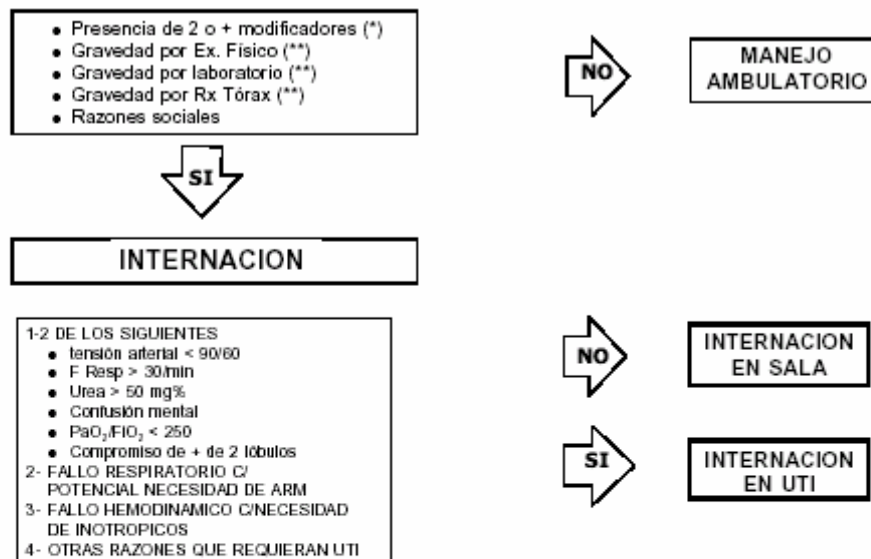 • Presencia de 2 o + modificadores (*)
• Gravedad por Ex. Físico (**)
• Gravedad por laboratorio (**)
• Gravedad por Rx Tórax (**)
• Razones sociales
NO
MANEJO
AMBULATORIO
SI
INTERNACION
1-2 DE LOS SIGUIENTES
• tensión arterial < 90/60
• F Resp > 30/min
• Urea > 50 mg%
• Confusión mental
• PaO₂/FIO₂ < 250
• Compromiso de + de 2 lóbulos
2- FALLO RESPIRATORIO C/
POTENCIAL NECESIDAD DE ARM
3- FALLO HEMODINAMICO C/NECESIDAD
DE INOTROPICOS
4- OTRAS RAZONES QUE REQUIERAN UTI
NO
INTERNACION
EN SALA
SI
INTERNACION
EN UTI